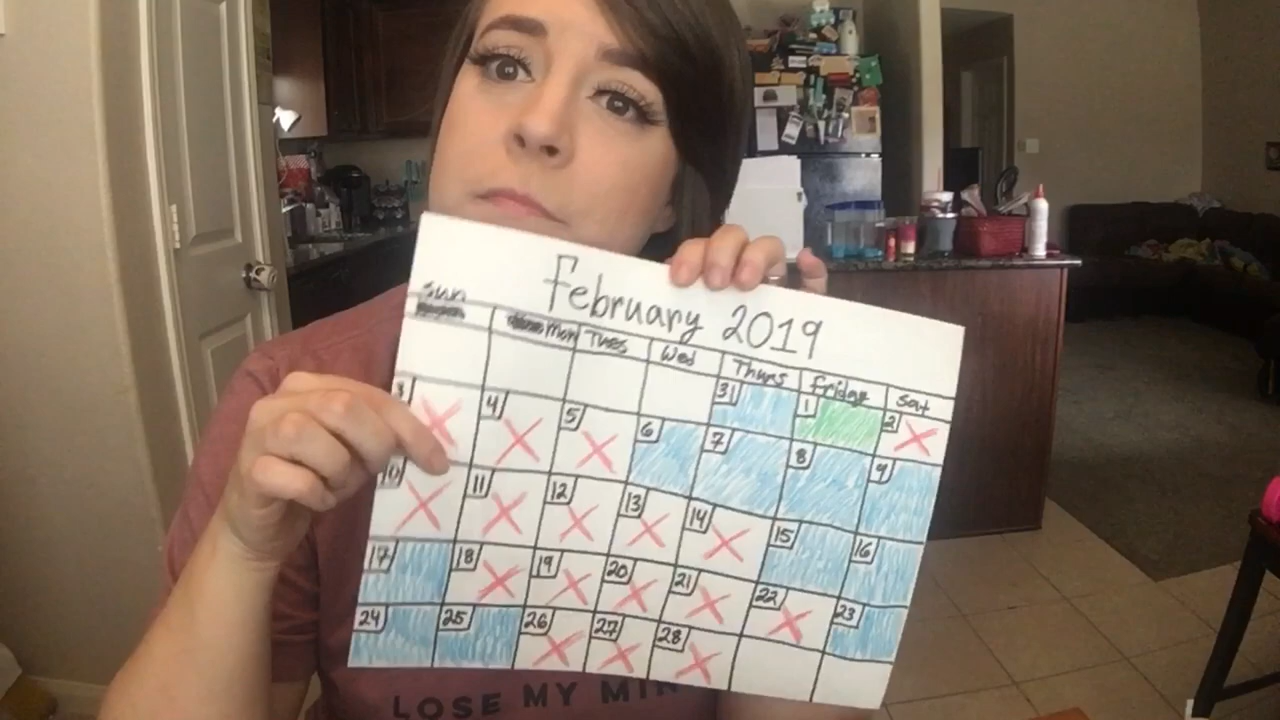 February 2019
Sun Mon Tues Wed Thurs Friday Sat
31 1 2
3 4 5 6 7 8 9
10 11 12 13 14 15 16
17 18 19 20 21 22 23
24 25 26 27 28
LOSE MY MIN